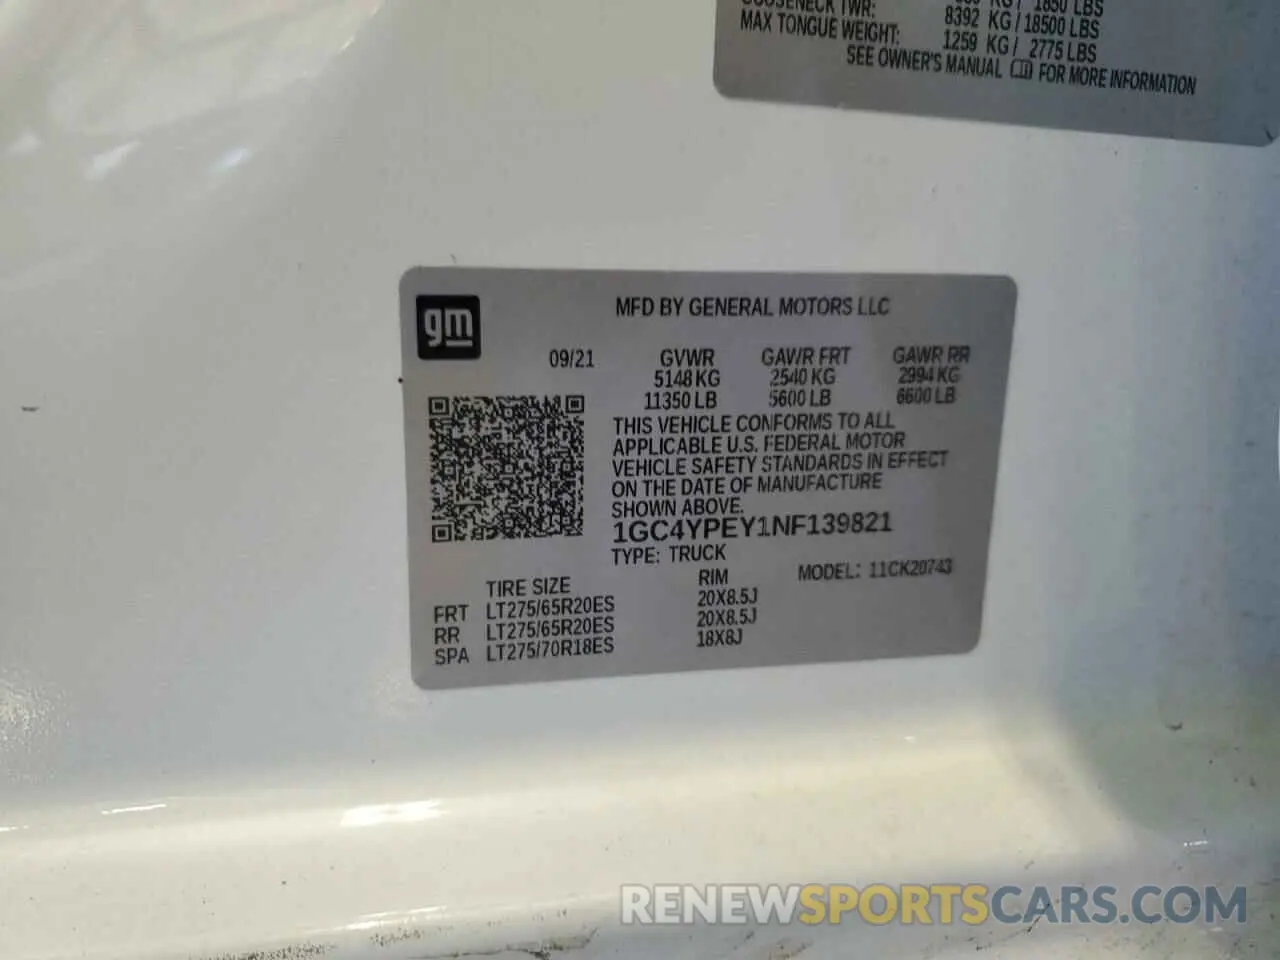 KG / 1850 LBS
GOOSENECK TWR: 8392 KG / 18500 LBS
MAX TONGUE WEIGHT: 1259 KG / 2775 LBS
SEE OWNER'S MANUAL FOR MORE INFORMATION
gm
MFD BY GENERAL MOTORS LLC
09/21 GVWR GAWR FRT GAWR RR
5148 KG 2540 KG 2994 KG
11350 LB 5600 LB 6600 LB
THIS VEHICLE CONFORMS TO ALL
APPLICABLE U.S. FEDERAL MOTOR
VEHICLE SAFETY STANDARDS IN EFFECT
ON THE DATE OF MANUFACTURE
SHOWN ABOVE.
1GC4YPEY1NF139821
TYPE: TRUCK
MODEL: 11CK20743
TIRE SIZE RIM
FRT LT275/65R20ES 20X8.5J
RR LT275/65R20ES 20X8.5J
SPA LT275/70R18ES 18X8J
RENEWSPORTSCARS.COM